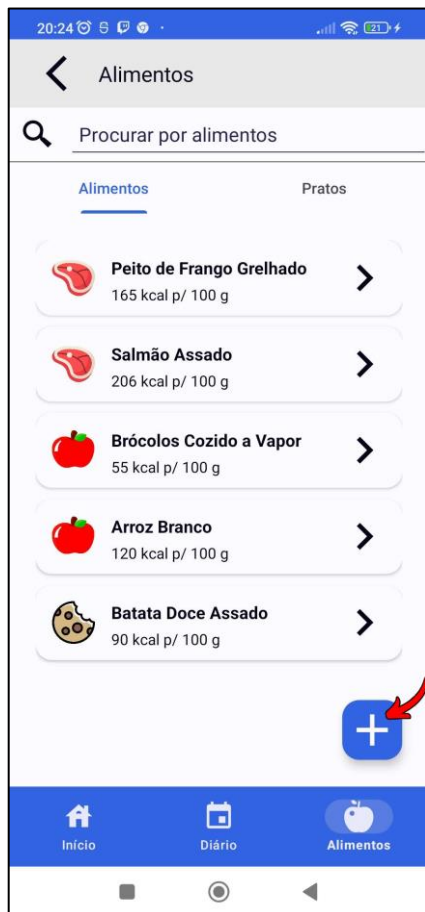 20:24
21
Alimentos
Procurar por alimentos
Alimentos Pratos
Peito de Frango Grelhado
165 kcal p/ 100 g
Salmão Assado
206 kcal p/ 100 g
Brócolos Cozido a Vapor
55 kcal p/ 100 g
Arroz Branco
120 kcal p/ 100 g
Batata Doce Assado
90 kcal p/ 100 g
Início Diário Alimentos